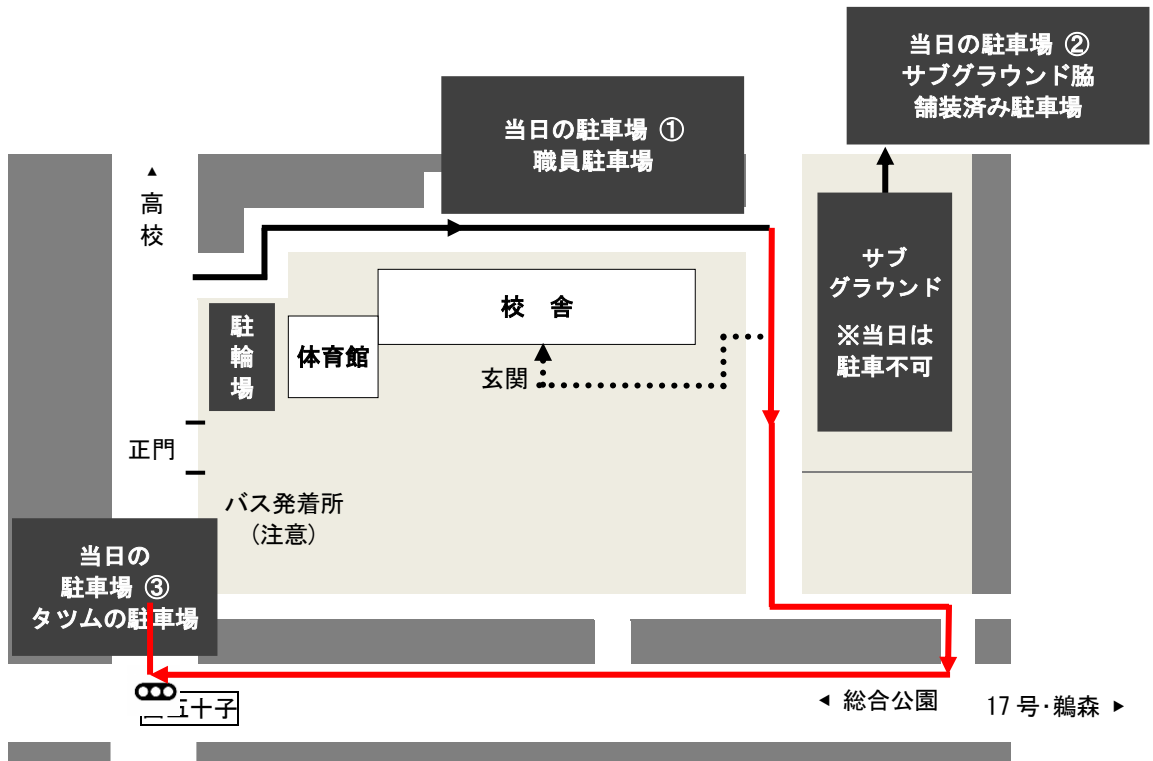 当日の駐車場 ②
サブグラウンド脇
舗装済み駐車場
当日の駐車場 ①
職員駐車場
▲
高
校
サブ
グラウンド
※当日は
駐車不可
校 舎
駐
輪
場
体育館
玄関
正門
バス発着所
(注意)
当日の
駐車場 ③
タツムの駐車場
五十子
◀ 総合公園
17号・鵜森 ▶